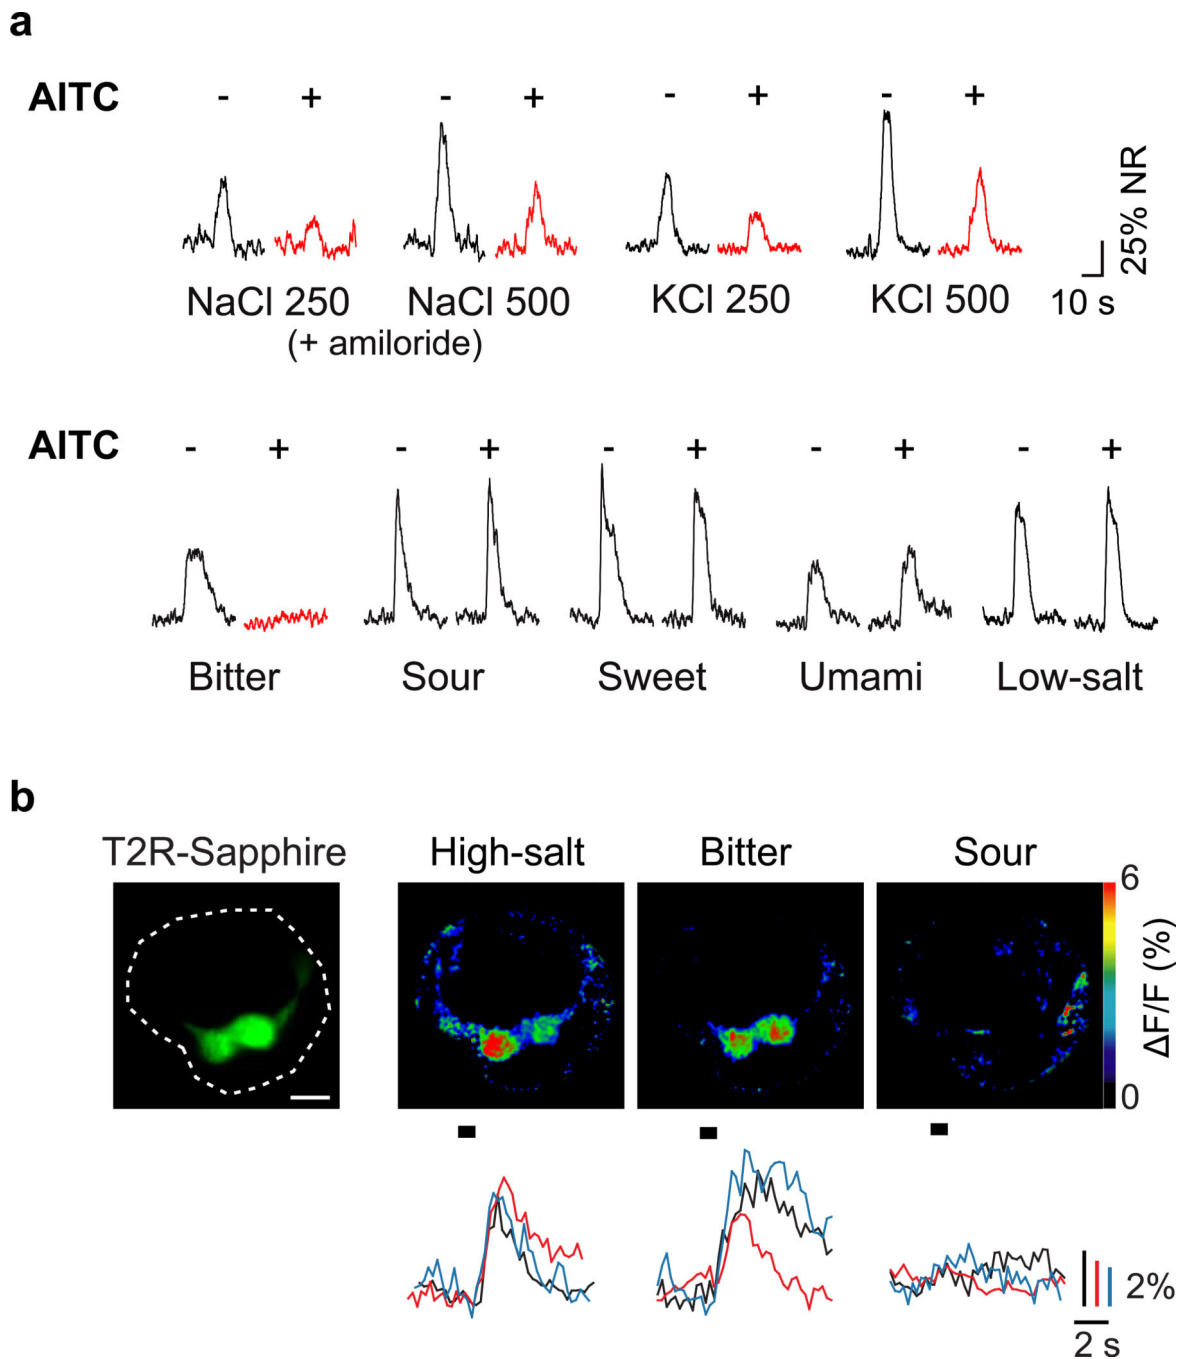 a
AITC - + - + - + - +
25% NR
NaCl 250 NaCl 500 KCl 250 KCl 500 10 s
(+ amiloride)
AITC - + - + - + - + - +
Bitter Sour Sweet Umami Low-salt
b
T2R-Sapphire High-salt Bitter Sour
6
ΔF/F (%)
0
2%
2 s